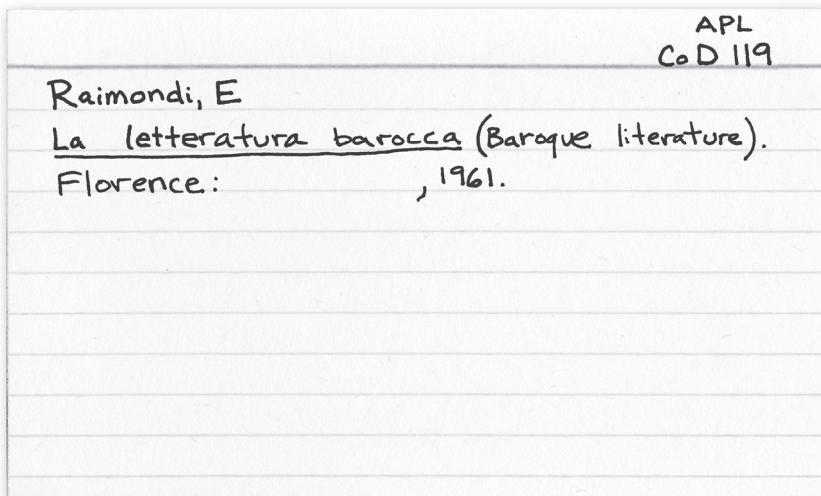 APL
CoD 119
Raimondi, E
La letteratura barocca (Baroque literature).
Florence: , 1961.